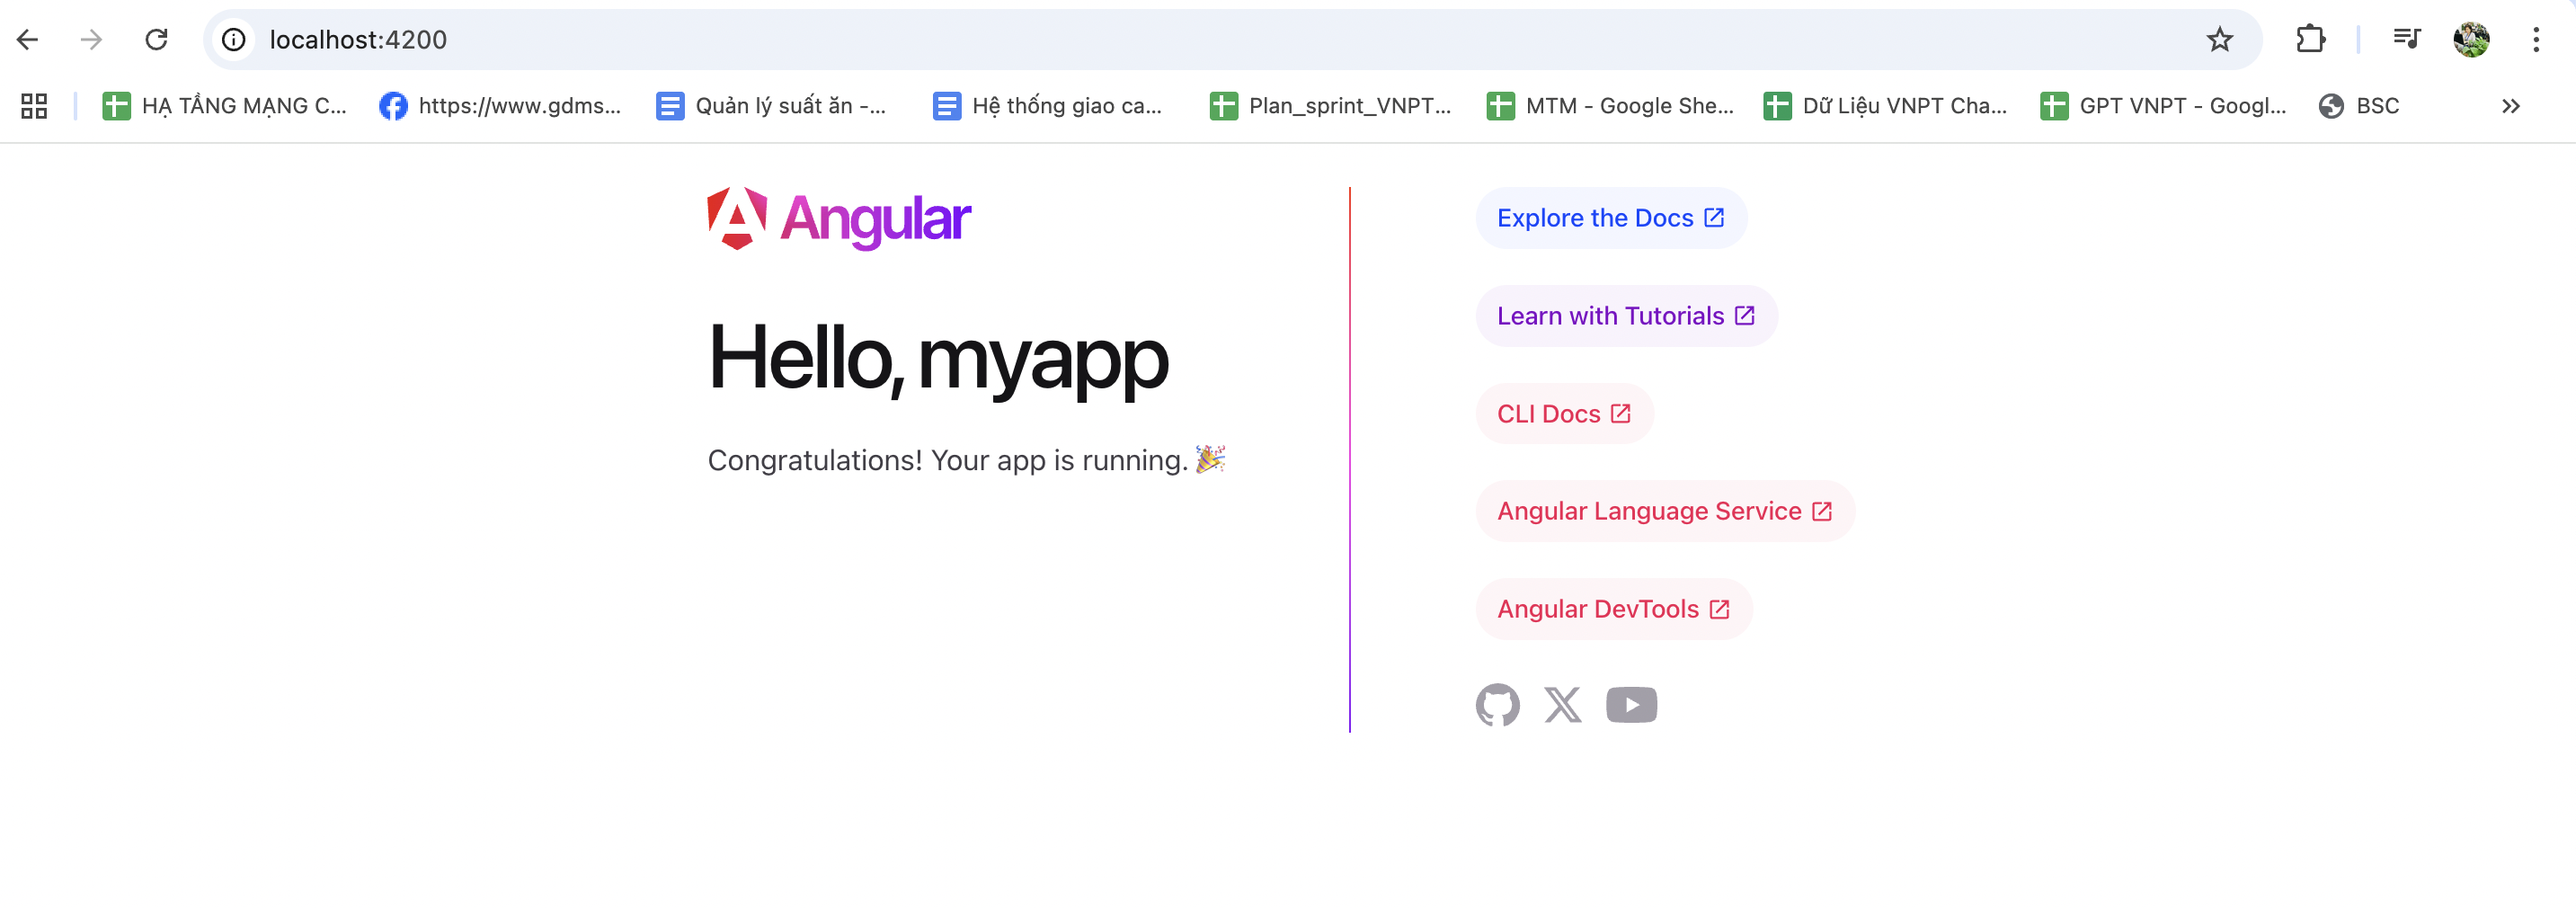 localhost:4200
HẠ TẦNG MẠNG C...
https://www.gdms...
Quản lý suất ăn -...
Hệ thống giao ca...
Plan_sprint_VNPT...
MTM - Google She...
Dữ Liệu VNPT Cha...
GPT VNPT - Googl...
BSC
Angular
Hello, myapp
Congratulations! Your app is running. 🎉
Explore the Docs
Learn with Tutorials
CLI Docs
Angular Language Service
Angular DevTools